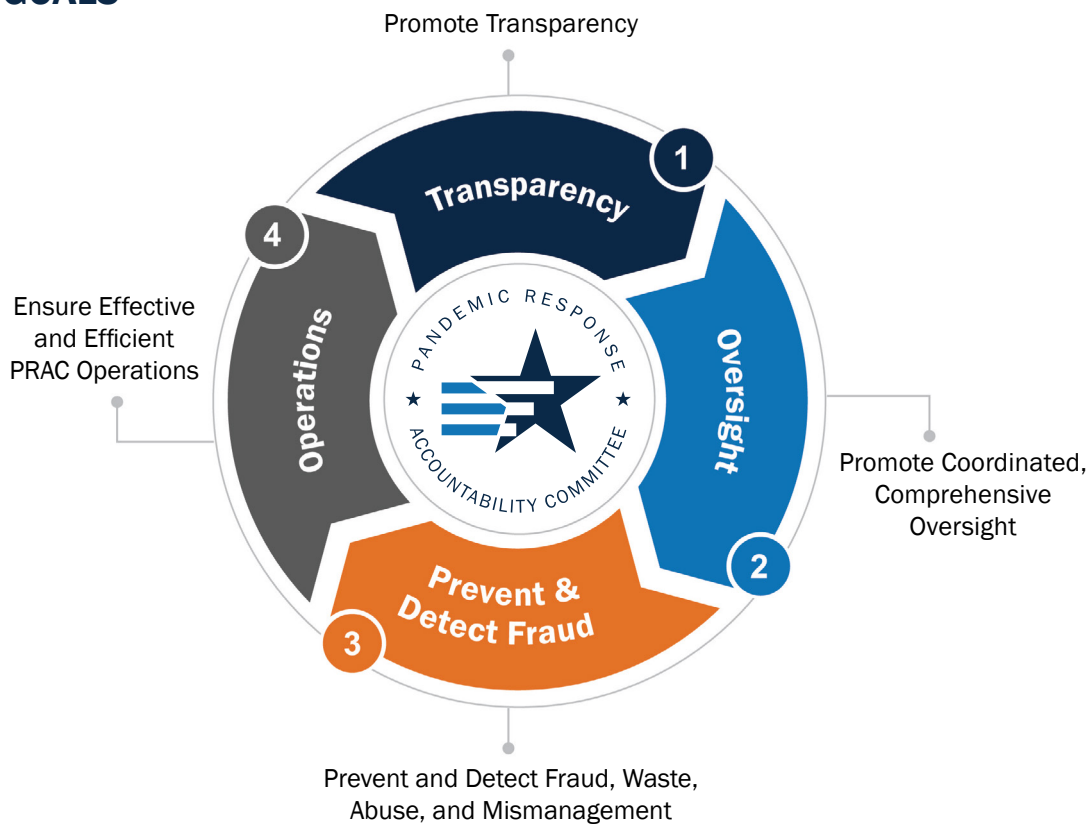 GOALS
Promote Transparency
1
Transparency
4
Ensure Effective
and Efficient
PRAC Operations
Operations
PANDEMIC RESPONSE
ACCOUNTABILITY COMMITTEE
Oversight
Promote Coordinated,
Comprehensive
Oversight
2
Prevent &
Detect Fraud
3
Prevent and Detect Fraud, Waste,
Abuse, and Mismanagement